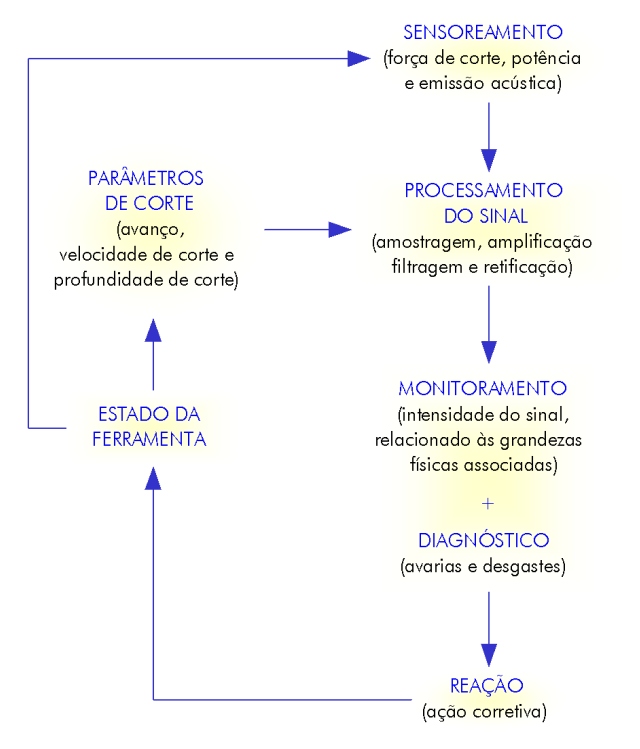 SENSOREAMENTO
(força de corte, potência
e emissão acústica)
PARÂMETROS
DE CORTE
(avanço,
velocidade de corte e
profundidade de corte)
PROCESSAMENTO
DO SINAL
(amostragem, amplificação
filtragem e retificação)
ESTADO DA
FERRAMENTA
MONITORAMENTO
(intensidade do sinal,
relacionado às grandezas
físicas associadas)
+
DIAGNÓSTICO
(avarias e desgastes)
REAÇÃO
(ação corretiva)